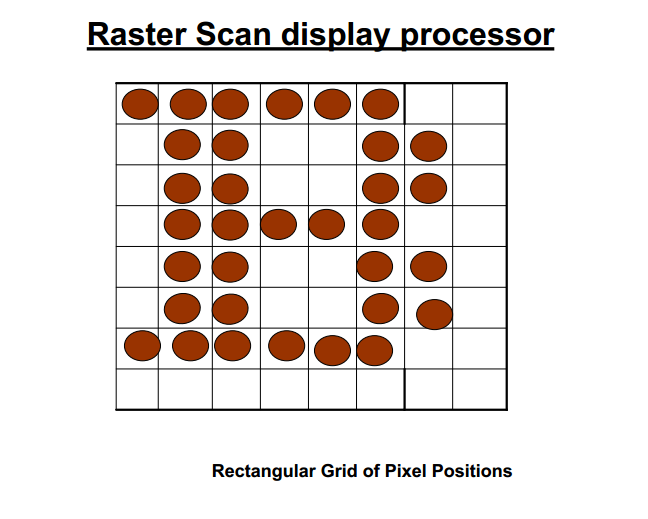 Raster Scan display processor
Rectangular Grid of Pixel Positions